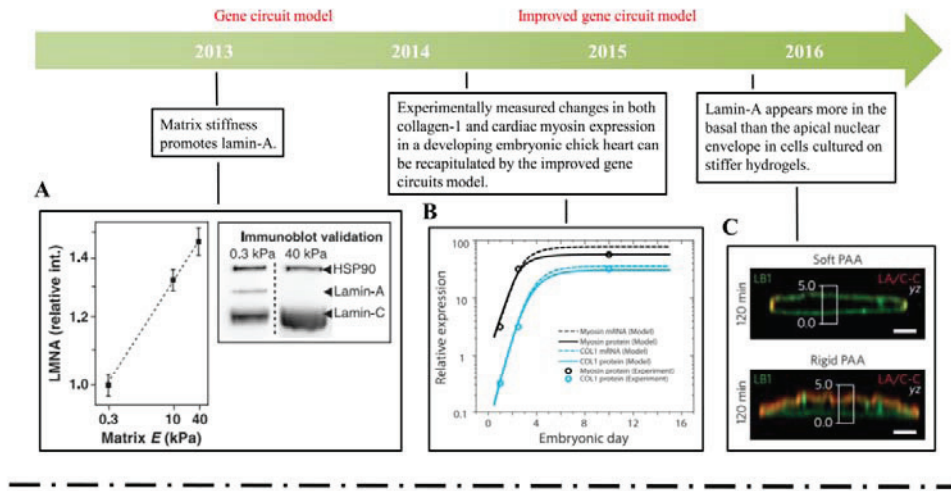 Gene circuit model
Improved gene circuit model
2013
2014
2015
2016
Matrix stiffness
promotes lamin-A.
Experimentally measured changes in both
collagen-1 and cardiac myosin expression
in a developing embryonic chick heart can
be recapitulated by the improved gene
circuits model.
Lamin-A appears more in the
basal than the apical nuclear
envelope in cells cultured on
stiffer hydrogels.
A
LMNA (relative int.)
1.4
1.2
1.0
0.3
10
40
Matrix E (kPa)
Immunoblot validation
0.3 kPa
40 kPa
HSP90
Lamin-A
Lamin-C
B
Relative expression
100
10
1
0.1
Myosin mRNA (Model)
Myosin protein (Model)
COL1 mRNA (Model)
COL1 protein (Model)
Myosin protein (Experiment)
COL1 protein (Experiment)
0
4
8
12
16
Embryonic day
C
Soft PAA
120 min
LB1
LA/C-C
yz
5.0
0.0
Rigid PAA
120 min
LB1
LA/C-C
yz
5.0
0.0